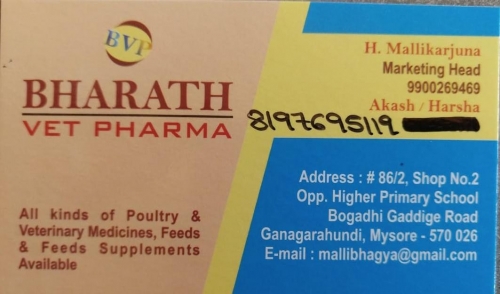 BVP
BHARATH
VET PHARMA
All kinds of Poultry &
Veterinary Medicines, Feeds
& Feeds Supplements
Available
H. Mallikarjuna
Marketing Head
9900269469
Akash / Harsha
8197695119
Address : # 86/2, Shop No.2
Opp. Higher Primary School
Bogadhi Gaddige Road
Ganagarahundi, Mysore - 570 026
E-mail : mallibhagya@gmail.com